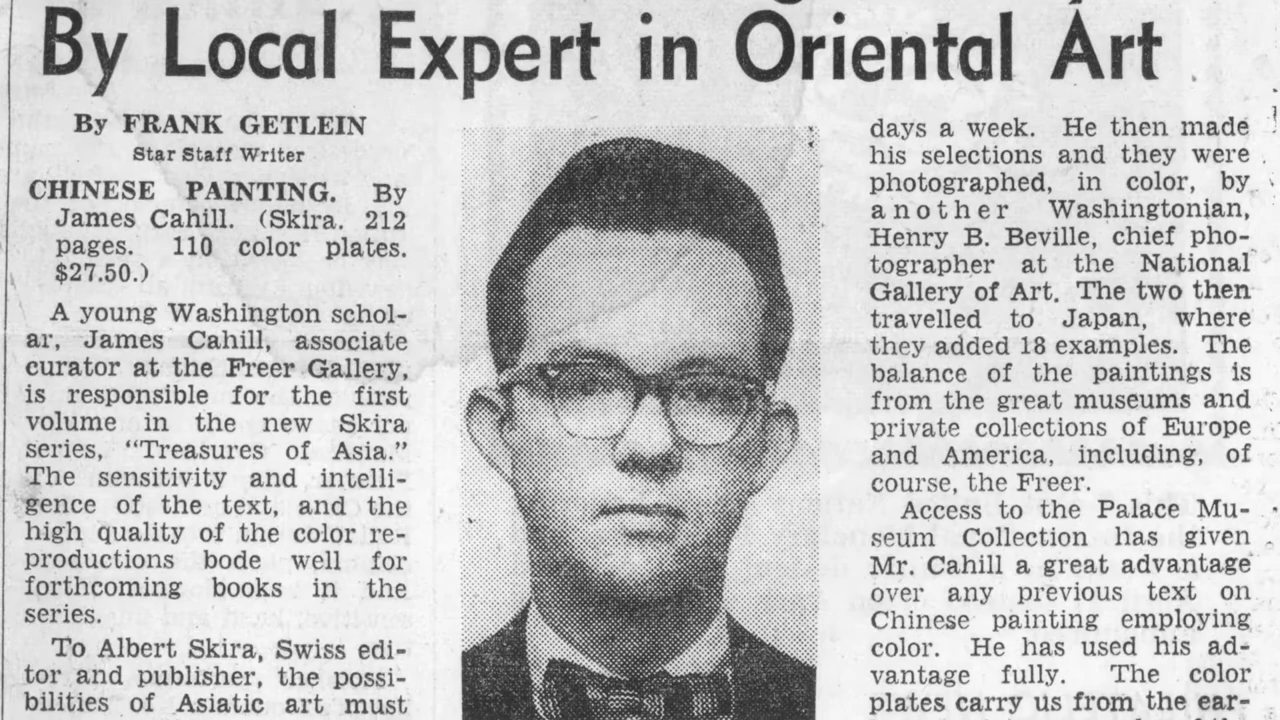 By Local Expert in Oriental Art
By FRANK GETLEIN
Star Staff Writer
CHINESE PAINTING. By
James Cahill. (Skira. 212
pages. 110 color plates.
$27.50.)
A young Washington schol-
ar, James Cahill, associate
curator at the Freer Gallery,
is responsible for the first
volume in the new Skira
series, "Treasures of Asia."
The sensitivity and intelli-
gence of the text, and the
high quality of the color re-
productions bode well for
forthcoming books in the
series.
To Albert Skira, Swiss edi-
tor and publisher, the possi-
bilities of Asiatic art must
days a week. He then made
his selections and they were
photographed, in color, by
another Washingtonian,
Henry B. Beville, chief pho-
tographer at the National
Gallery of Art. The two then
travelled to Japan, where
they added 18 examples. The
balance of the paintings is
from the great museums and
private collections of Europe
and America, including, of
course, the Freer.
Access to the Palace Mu-
seum Collection has given
Mr. Cahill a great advantage
over any previous text on
Chinese painting employing
color. He has used his ad-
vantage fully. The color
plates carry us from the ear-